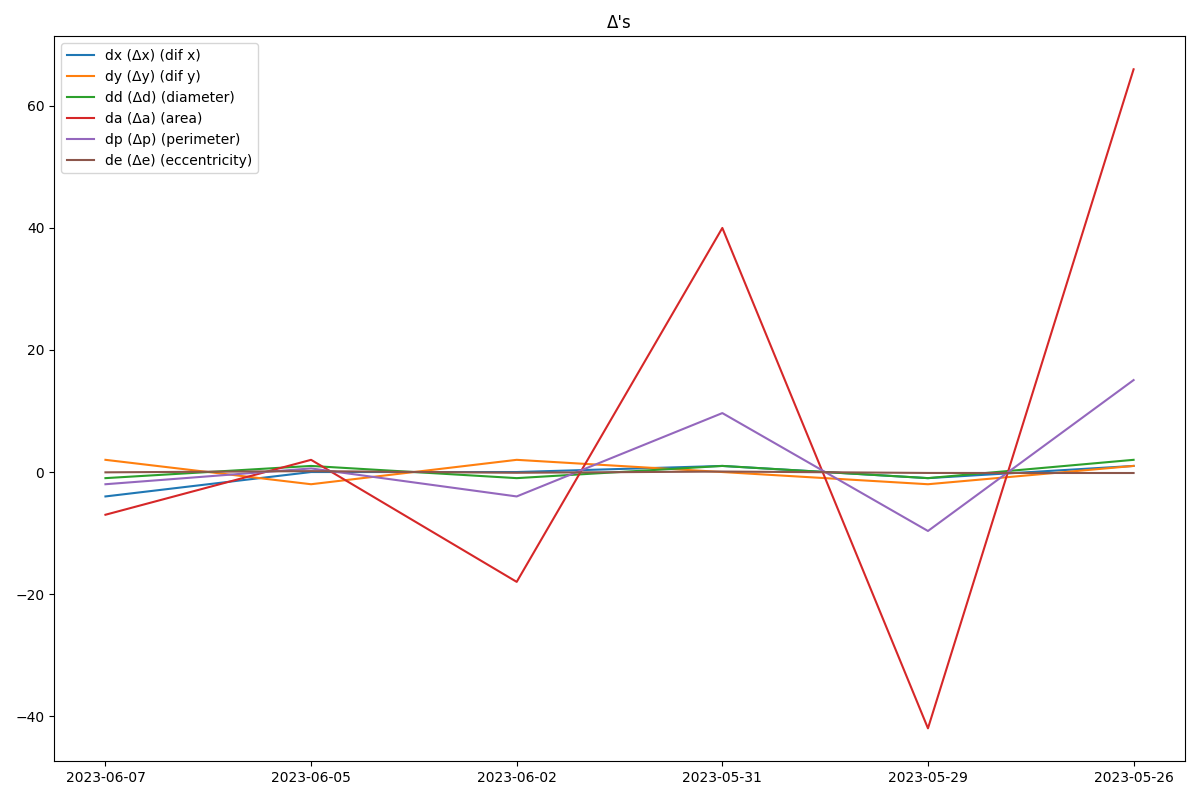 Δ's
dx (Δx) (dif x)
dy (Δy) (dif y)
dd (Δd) (diameter)
da (Δa) (area)
dp (Δp) (perimeter)
de (Δe) (eccentricity)
60
40
20
0
−20
−40
2023-06-07 2023-06-05 2023-06-02 2023-05-31 2023-05-29 2023-05-26